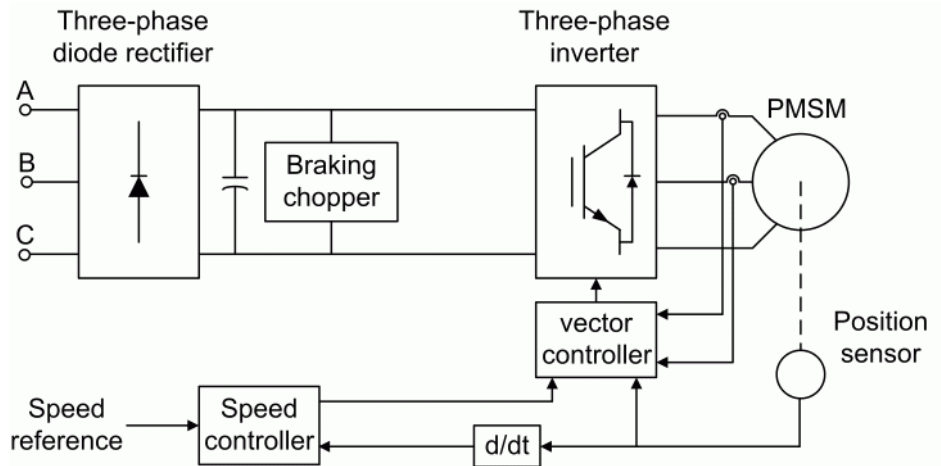 Three-phase
diode rectifier
Three-phase
inverter
A
B
C
Braking
chopper
PMSM
vector
controller
Position
sensor
Speed
reference
Speed
controller
d/dt